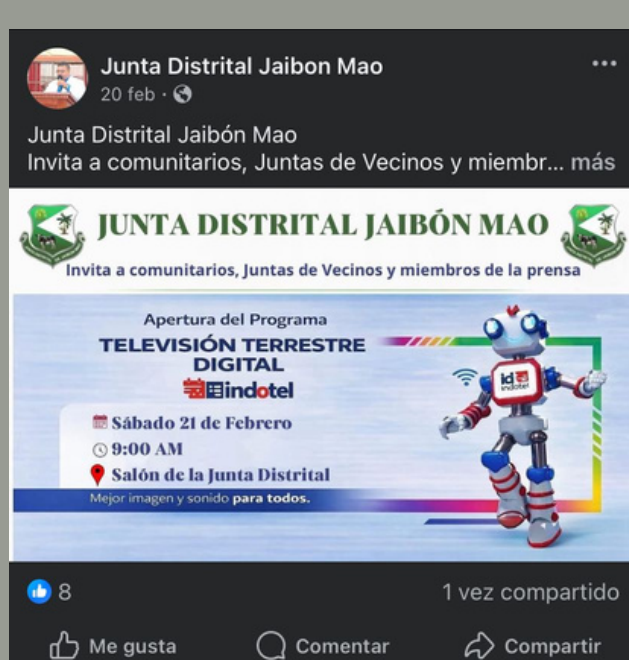 Junta Distrital Jaibon Mao
20 feb ·
Junta Distrital Jaibón Mao
Invita a comunitarios, Juntas de Vecinos y miembr... más
JUNTA DISTRITAL JAIBÓN MAO
Invita a comunitarios, Juntas de Vecinos y miembros de la prensa
Apertura del Programa
TELEVISIÓN TERRESTRE
DIGITAL
indotel
id
indotel
Sábado 21 de Febrero
9:00 AM
Salón de la Junta Distrital
Mejor imagen y sonido para todos.
8
1 vez compartido
Me gusta
Comentar
Compartir